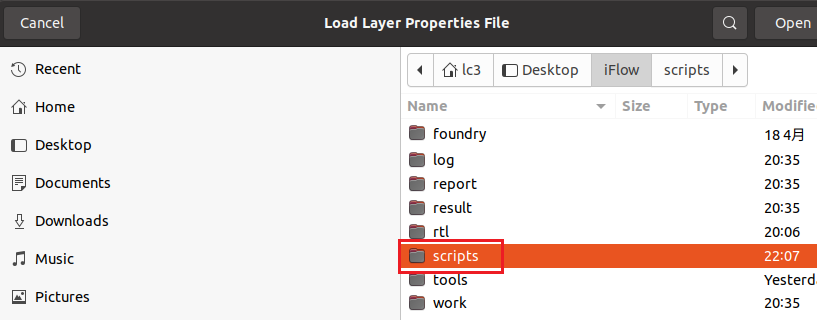 Cancel Load Layer Properties File Open
Recent
Home
Desktop
Documents
Downloads
Music
Pictures
lc3 Desktop iFlow scripts
Name Size Type Modifie
foundry 18 4月
log 20:35
report 20:35
result 20:35
rtl 20:06
scripts 22:07
tools Yesterd
work 20:35